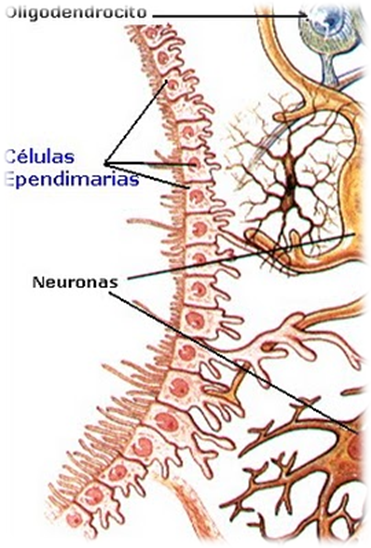 Oligodendrocito
Células
Ependimarias
Neuronas